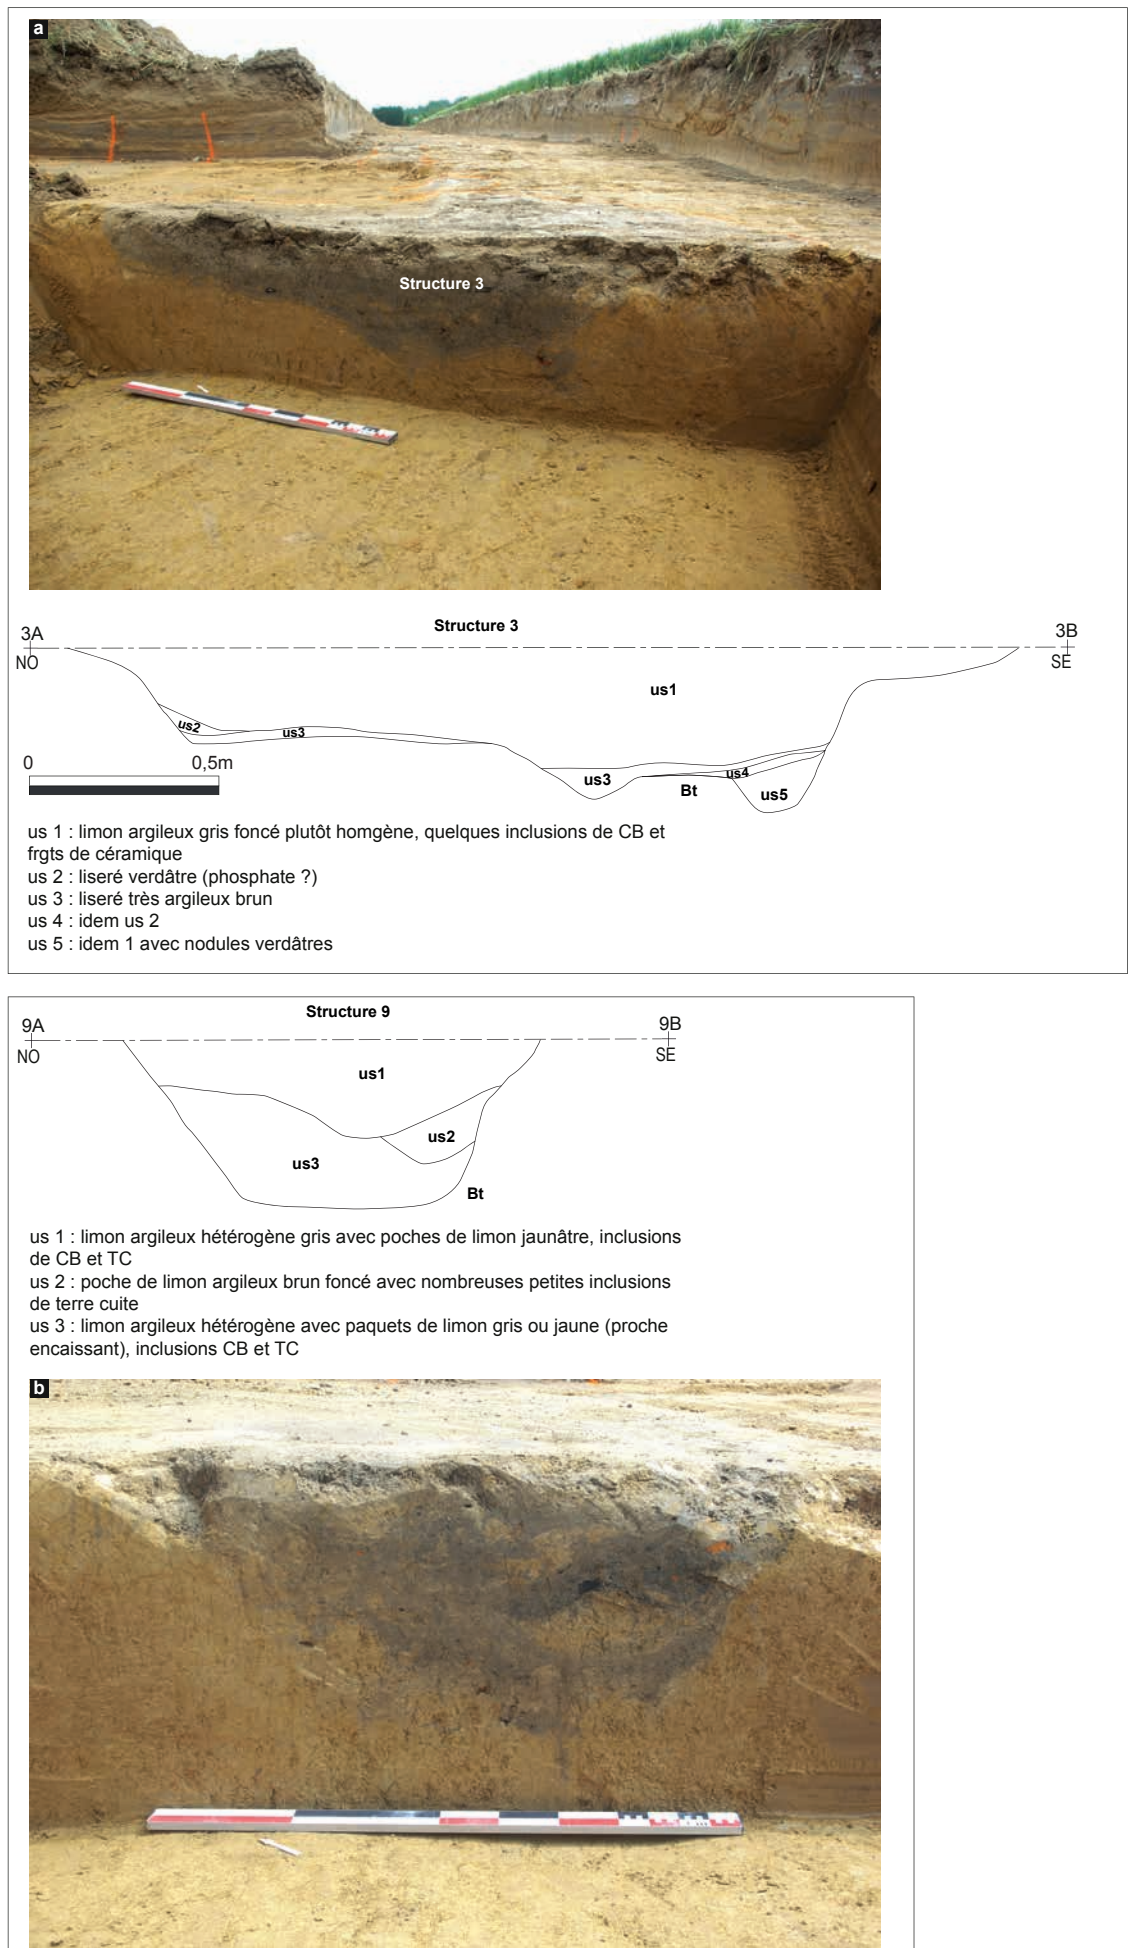 a
Structure 3
Structure 3
3A
3B
NO
SE
us1
us2
us3
0
0,5m
us3
us4
Bt
us5
us 1 : limon argileux gris foncé plutôt homgène, quelques inclusions de CB et
frgts de céramique
us 2 : liseré verdâtre (phosphate ?)
us 3 : liseré très argileux brun
us 4 : idem us 2
us 5 : idem 1 avec nodules verdâtres
Structure 9
9A
9B
NO
SE
us1
us2
us3
Bt
us 1 : limon argileux hétérogène gris avec poches de limon jaunâtre, inclusions
de CB et TC
us 2 : poche de limon argileux brun foncé avec nombreuses petites inclusions
de terre cuite
us 3 : limon argileux hétérogène avec paquets de limon gris ou jaune (proche
encaissant), inclusions CB et TC
b